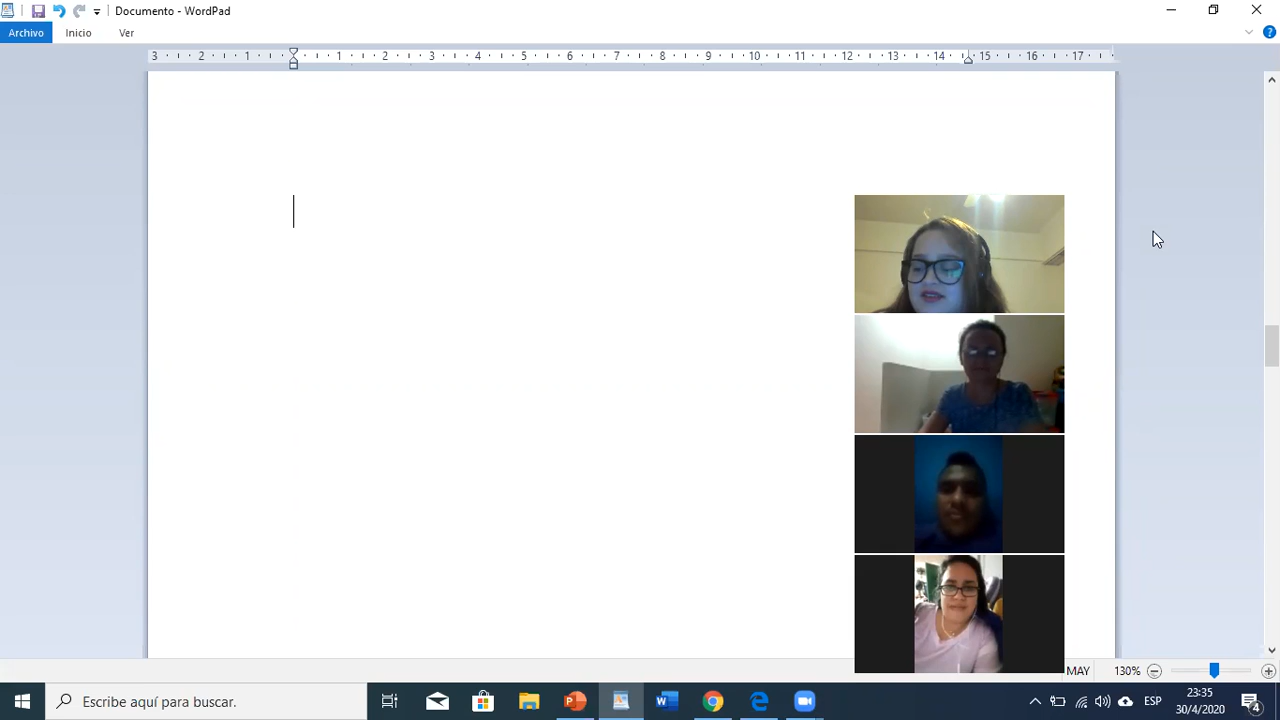 Documento - WordPad
Archivo Inicio Ver
3 2 1 1 2 3 4 5 6 7 8 9 10 11 12 13 14 15 16 17
MAY 130%
Escribe aquí para buscar.
ESP
23:35
30/4/2020
4